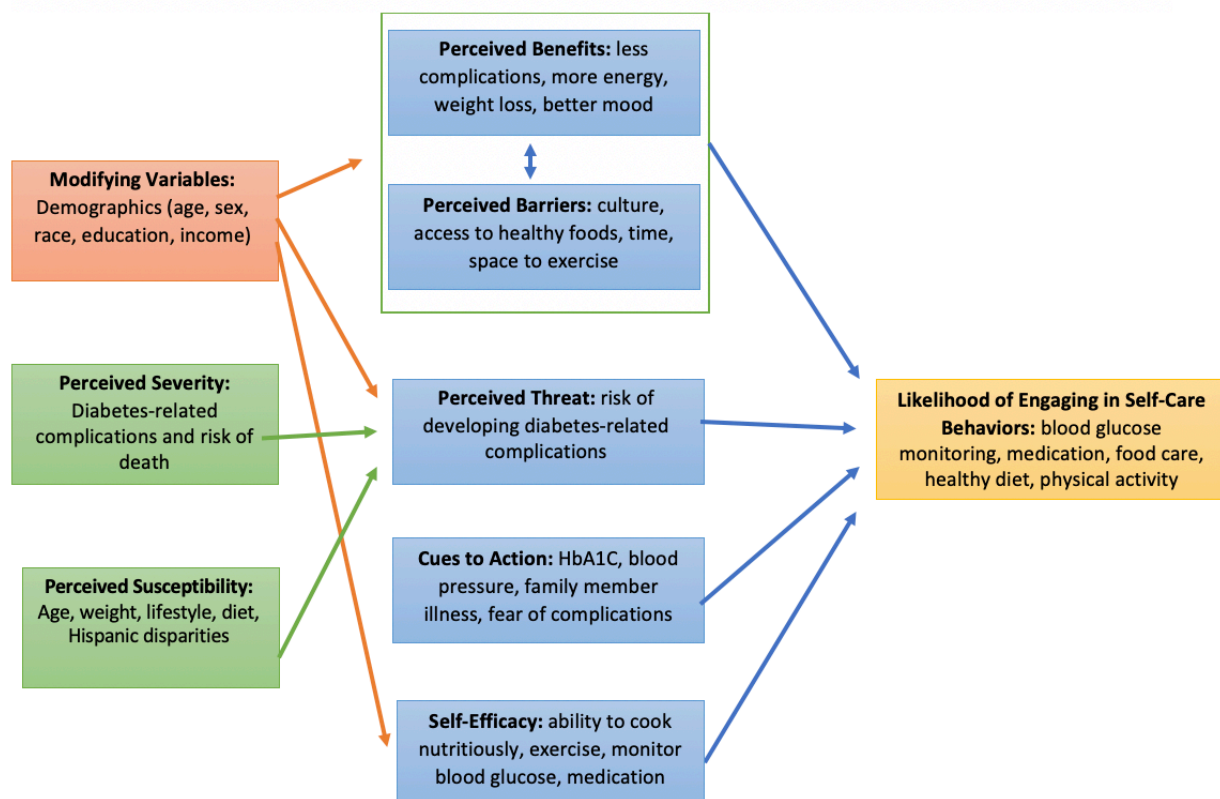 Perceived Benefits: less
complications, more energy,
weight loss, better mood
Modifying Variables:
Demographics (age, sex,
race, education, income)
Perceived Barriers: culture,
access to healthy foods, time,
space to exercise
Perceived Severity:
Diabetes-related
complications and risk of
death
Perceived Threat: risk of
developing diabetes-related
complications
Likelihood of Engaging in Self-Care
Behaviors: blood glucose
monitoring, medication, food care,
healthy diet, physical activity
Perceived Susceptibility:
Age, weight, lifestyle, diet,
Hispanic disparities
Cues to Action: HbA1C, blood
pressure, family member
illness, fear of complications
Self-Efficacy: ability to cook
nutritiously, exercise, monitor
blood glucose, medication